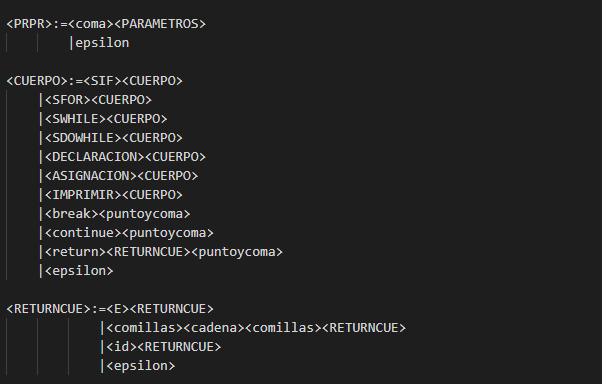 <PRPR>:=<coma><PARAMETROS>
|epsilon
<CUERPO>:=<SIF><CUERPO>
|<SFOR><CUERPO>
|<SWHILE><CUERPO>
|<SDOWHILE><CUERPO>
|<DECLARACION><CUERPO>
|<ASIGNACION><CUERPO>
|<IMPRIMIR><CUERPO>
|<break><puntoycoma>
|<continue><puntoycoma>
|<return><RETURNCUE><puntoycoma>
|<epsilon>
<RETURNCUE>:=<E><RETURNCUE>
|<comillas><cadena><comillas><RETURNCUE>
|<id><RETURNCUE>
|<epsilon>